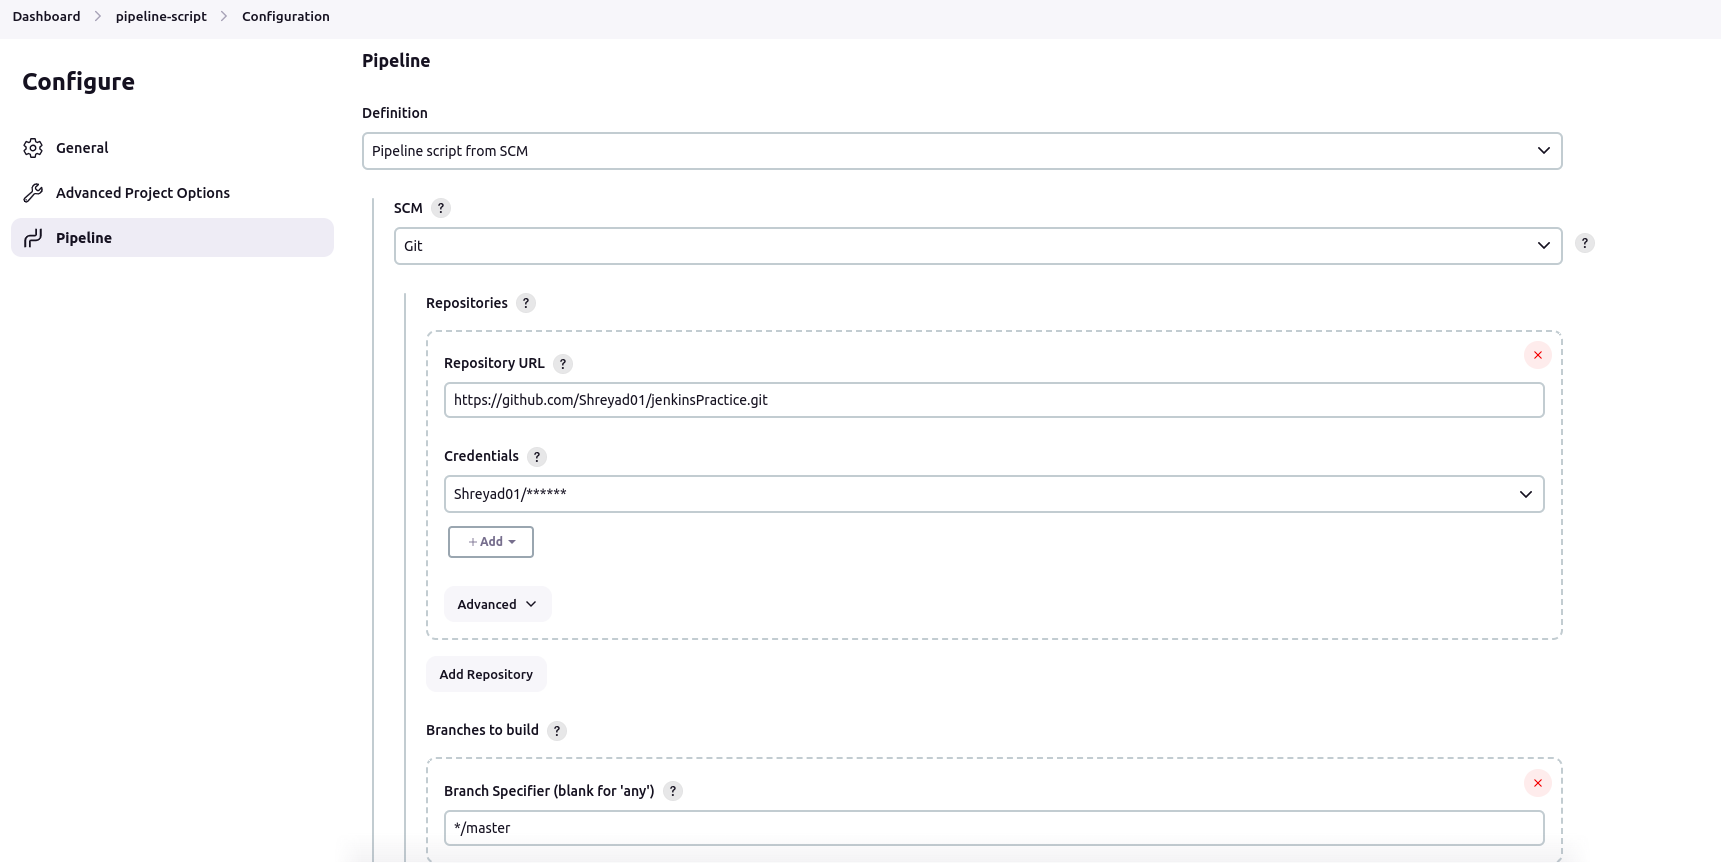 Dashboard > pipeline-script > Configuration
Configure
General
Advanced Project Options
Pipeline
Pipeline
Definition
Pipeline script from SCM
SCM ?
Git
?
Repositories ?
Repository URL ?
https://github.com/Shreyad01/jenkinsPractice.git
Credentials ?
Shreyad01/******
+ Add
Advanced
Add Repository
Branches to build ?
Branch Specifier (blank for 'any') ?
*/master